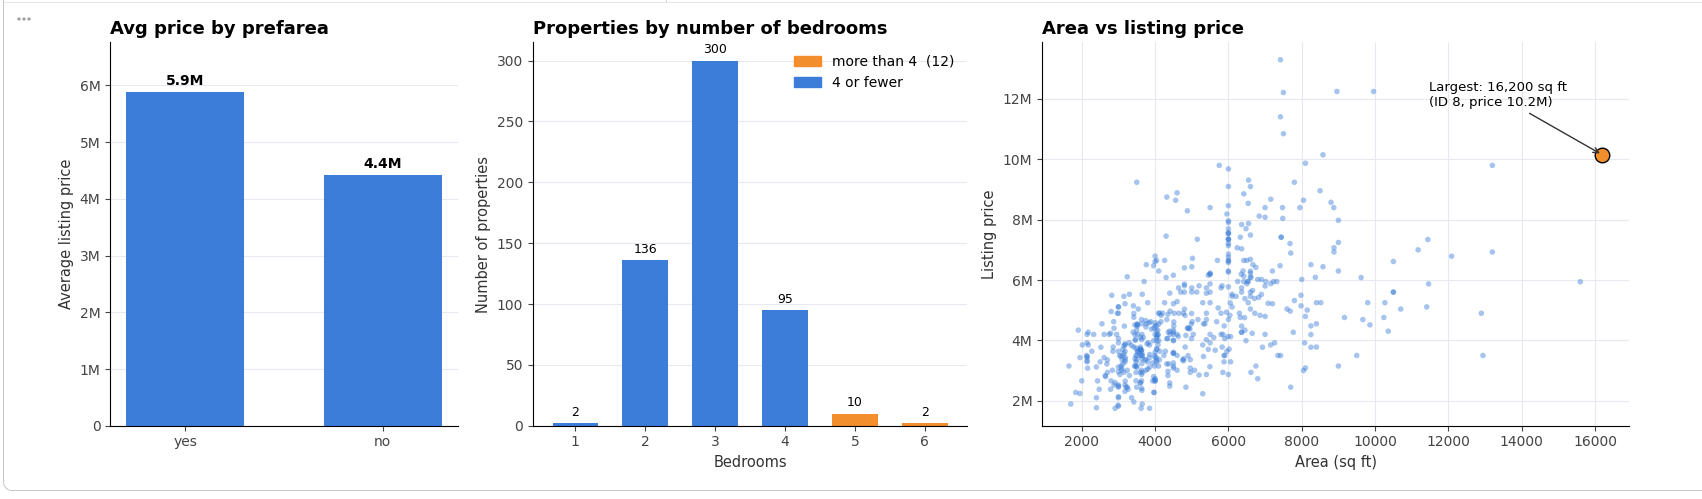 Avg price by prefarea
Average listing price
6M
5M
4M
3M
2M
1M
0
5.9M
4.4M
yes
no
Properties by number of bedrooms
Number of properties
300
250
200
150
100
50
0
more than 4 (12)
4 or fewer
2
136
300
95
10
2
1
2
3
4
5
6
Bedrooms
Area vs listing price
Listing price
12M
10M
8M
6M
4M
2M
Largest: 16,200 sq ft
(ID 8, price 10.2M)
2000
4000
6000
8000
10000
12000
14000
16000
Area (sq ft)